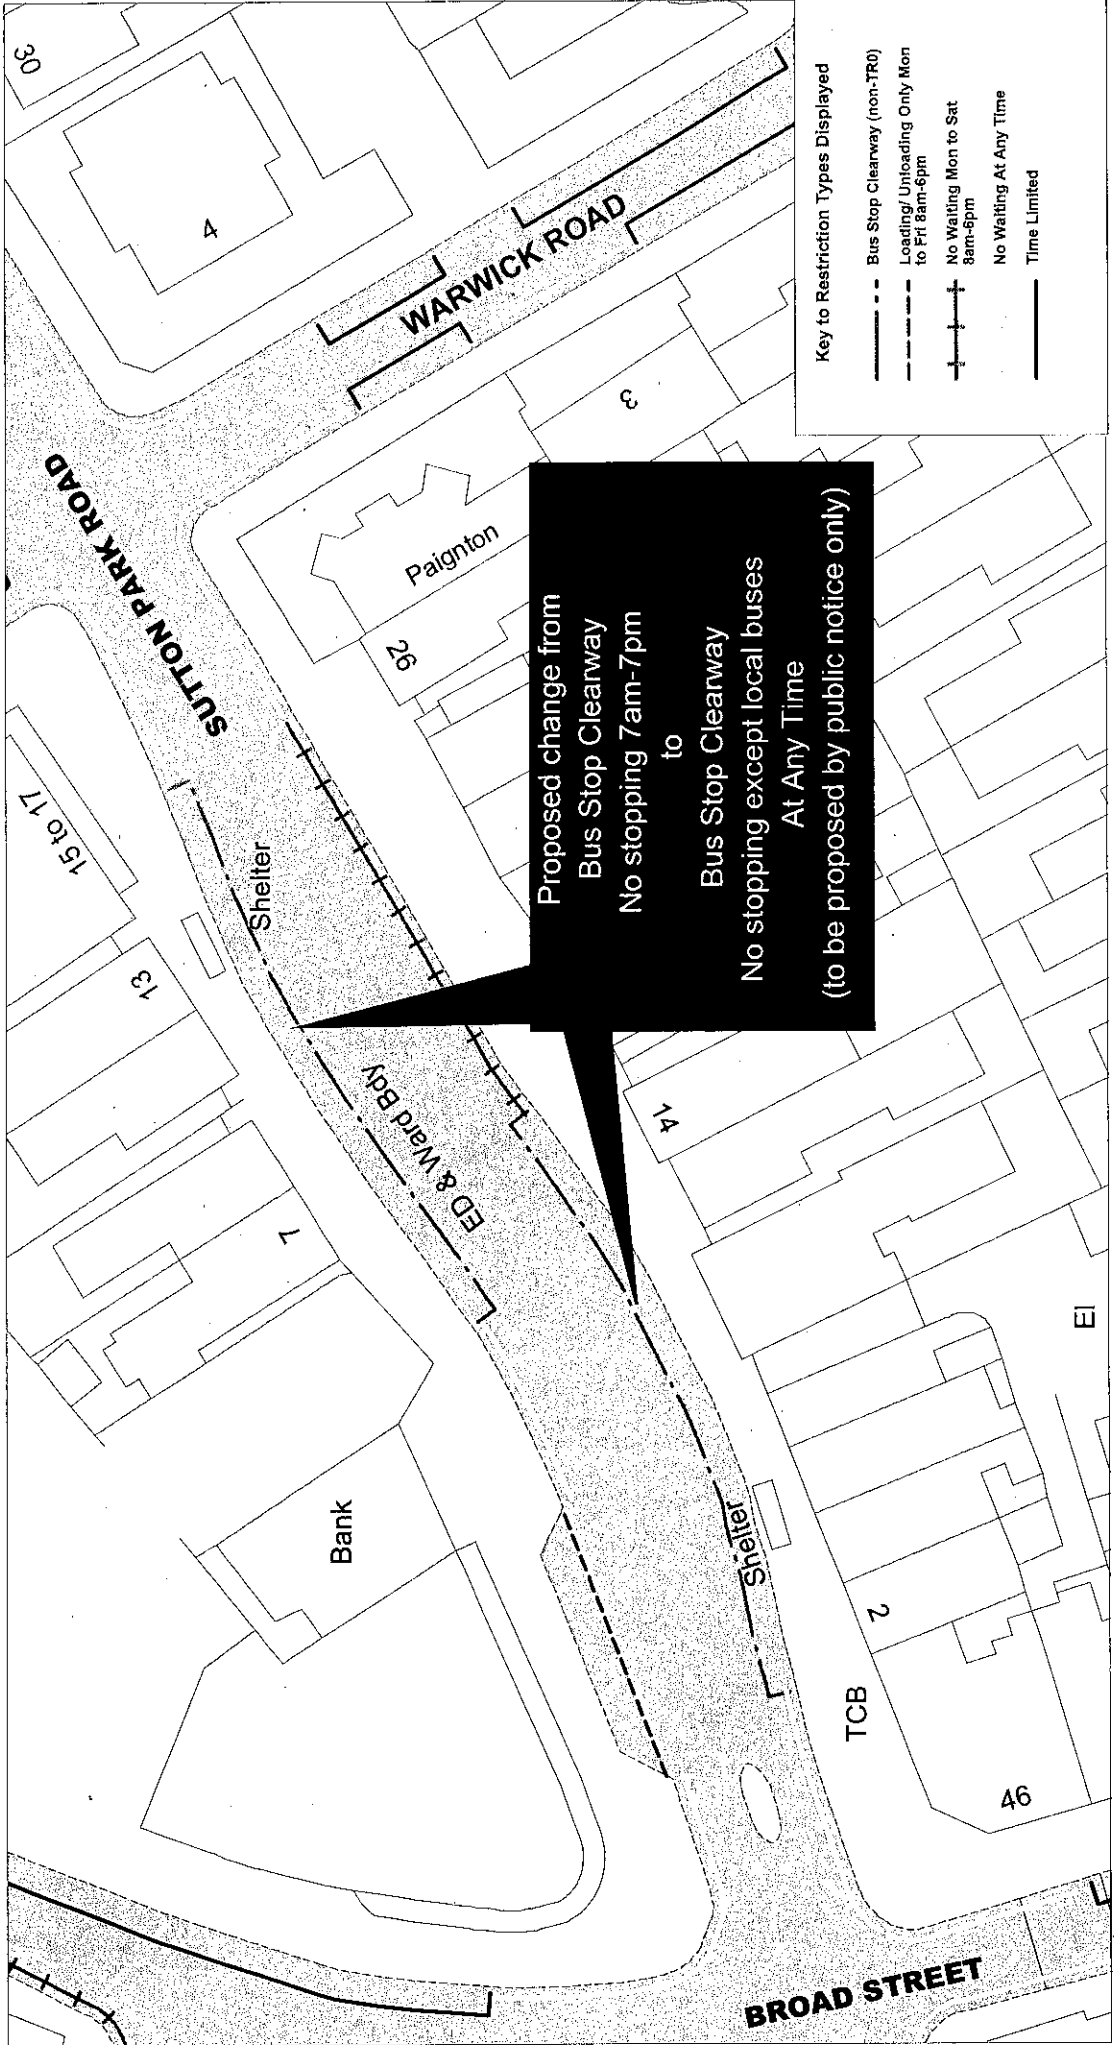 SUTTON PARK ROAD
WARWICK ROAD
BROAD STREET
30
4
15 to 17
13
7
Shelter
ED & Ward Bdy
Bank
Paignton
26
3
14
Shelter
2
TCB
46
El
Proposed change from
Bus Stop Clearway
No stopping 7am-7pm
to
Bus Stop Clearway
No stopping except local buses
At Any Time
(to be proposed by public notice only)
Key to Restriction Types Displayed
Bus Stop Clearway (non-TRO)
Loading/ Unloading Only Mon
to Fri 8am-6pm
No Waiting Mon to Sat
8am-6pm
No Waiting At Any Time
Time Limited